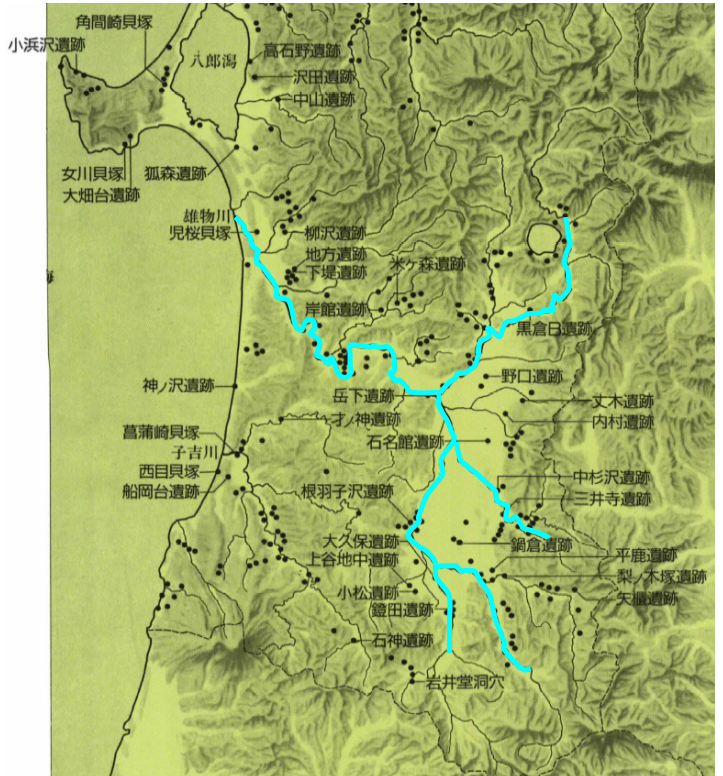 角間崎貝塚
小浜沢遺跡
八郎潟
高石野遺跡
沢田遺跡
中山遺跡
女川貝塚
大畑台遺跡
狐森遺跡
雄物川
児桜貝塚
柳沢遺跡
地方遺跡
下堤遺跡
米ケ森遺跡
岸館遺跡
海
黒倉日遺跡
神ノ沢遺跡
岳下遺跡
野口遺跡
才ノ神遺跡
丈木遺跡
内村遺跡
菖蒲崎貝塚
子吉川
石名館遺跡
西目貝塚
船岡台遺跡
中杉沢遺跡
三井寺遺跡
根羽子沢遺跡
大久保遺跡
鍋倉遺跡
上谷地中遺跡
平鹿遺跡
梨ノ木塚遺跡
小松遺跡
矢櫃遺跡
鐙田遺跡
石神遺跡
岩井堂洞穴